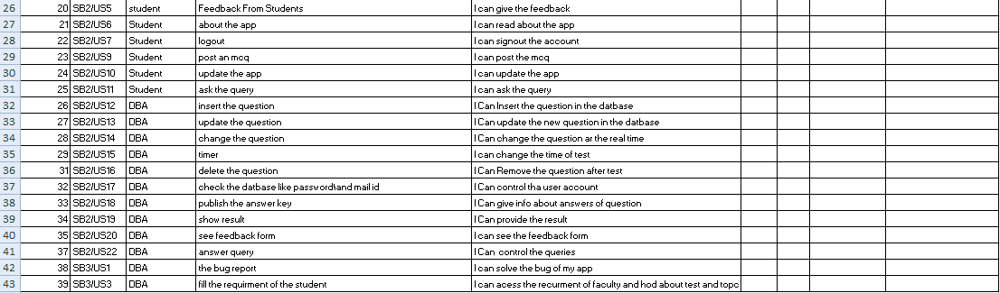 26 20 SB2/US5 student Feedback From Students I can give the feedback
27 21 SB2/US6 Student about the app I can read about the app
28 22 SB2/US7 Student logout I can signout the account
29 23 SB2/US9 Student post an mcq I can post the mcq
30 24 SB2/US10 Student update the app I can update the app
31 25 SB2/US11 Student ask the query I can ask the query
32 26 SB2/US12 DBA insert the question I Can Insert the question in the datbase
33 27 SB2/US13 DBA update the question I Can update the new question in the datbase
34 28 SB2/US14 DBA change the question I Can change the question ar the real time
35 29 SB2/US15 DBA timer I can change the time of test
36 31 SB2/US16 DBA delete the question I Can Remove the question after test
37 32 SB2/US17 DBA check the datbase like password\and mail id I Can control tha user account
38 33 SB2/US18 DBA publish the answer key I Can give info about answers of question
39 34 SB2/US19 DBA show result I Can provide the result
40 35 SB2/US20 DBA see feedback form I can see the feedback form
41 37 SB2/US22 DBA answer query I Can control the queries
42 38 SB3/US1 DBA the bug report I can solve the bug of my app
43 39 SB3/US3 DBA fill the requirment of the student I can acess the recurment of faculty and hod about test and topc